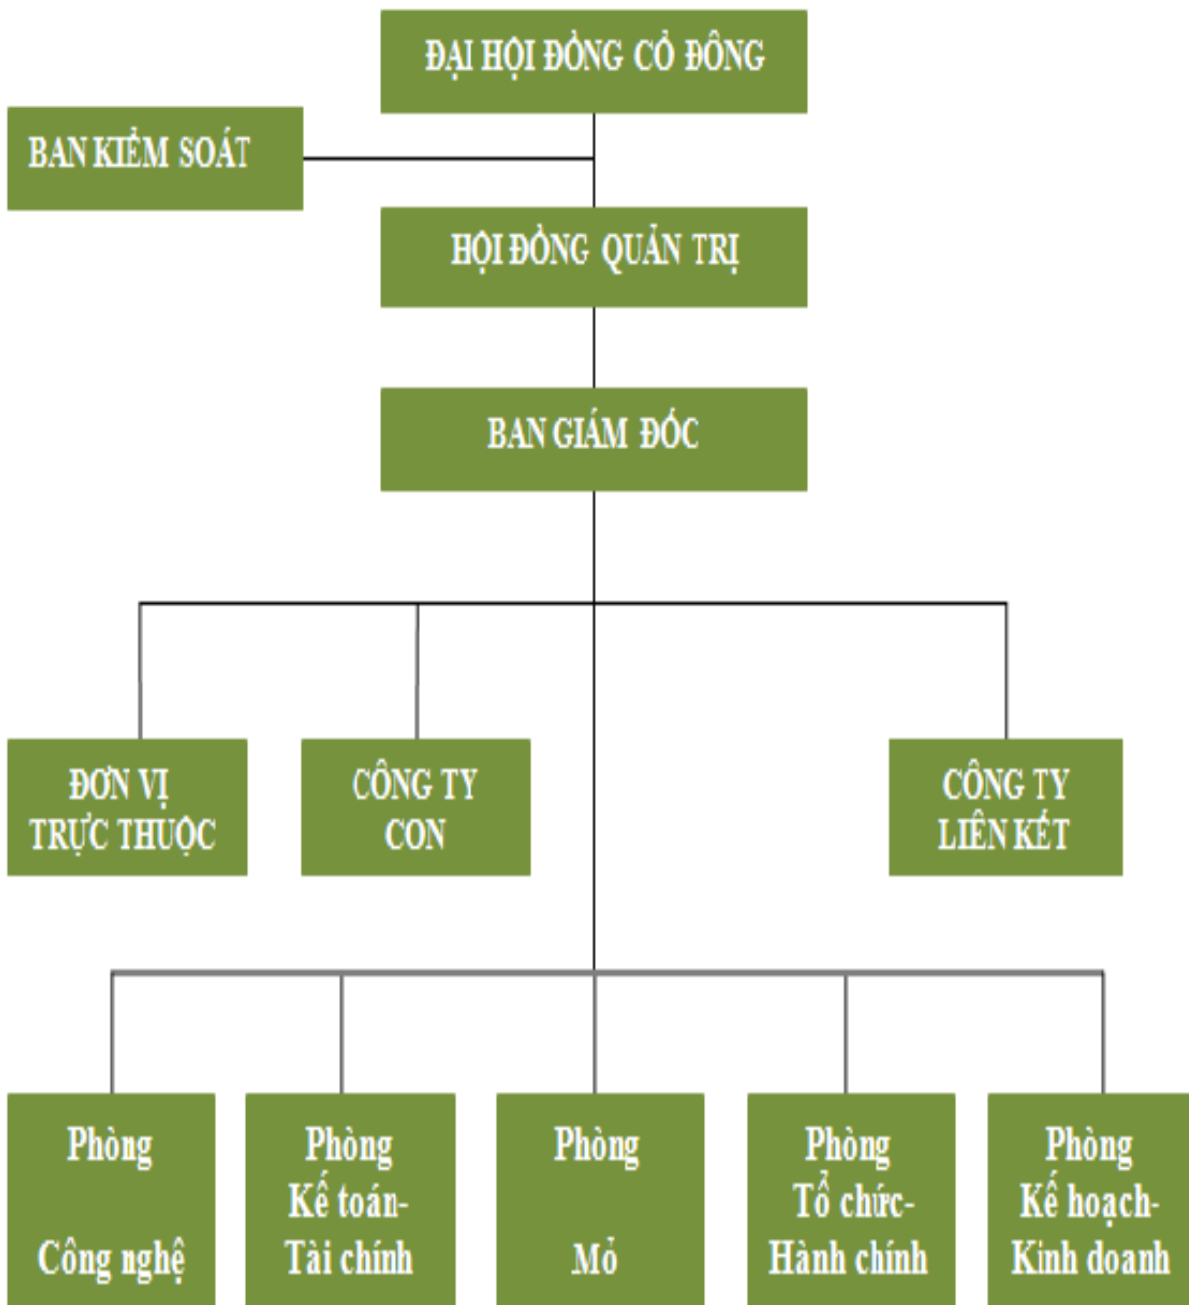 ĐẠI HỘI ĐỒNG CỔ ĐÔNG
BAN KIỂM SOÁT
HỘI ĐỒNG QUẢN TRỊ
BAN GIÁM ĐỐC
ĐƠN VỊ
TRỰC THUỘC
CÔNG TY
CON
CÔNG TY
LIÊN KẾT
Phòng
Công nghệ
Phòng
Kế toán-
Tài chính
Phòng
Mỏ
Phòng
Tổ chức-
Hành chính
Phòng
Kế hoạch-
Kinh doanh